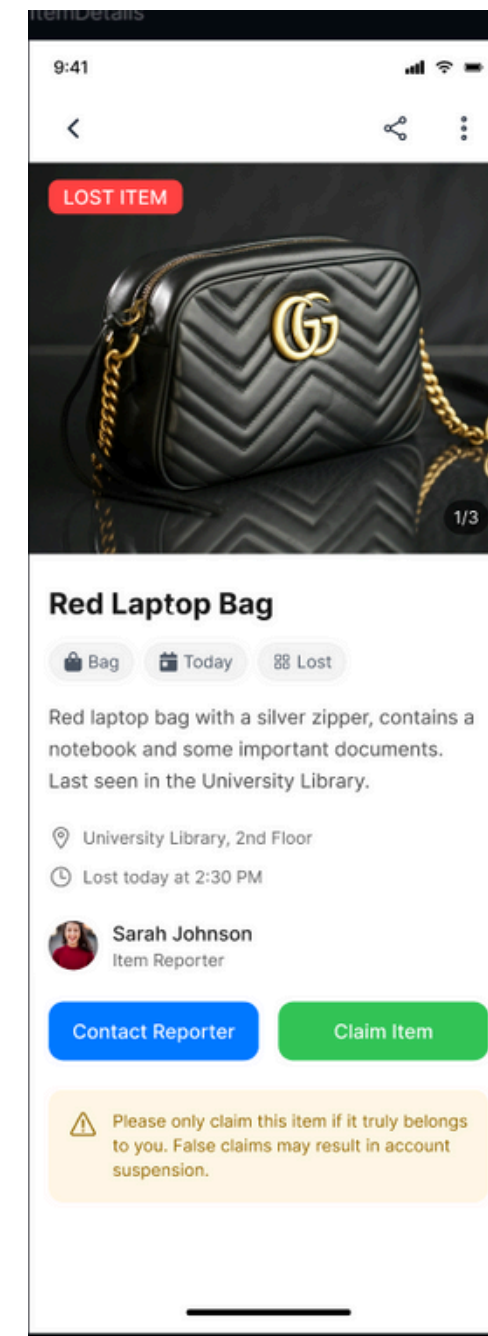 ItemDetails
9:41
LOST ITEM
1/3
Red Laptop Bag
Bag Today Lost
Red laptop bag with a silver zipper, contains a
notebook and some important documents.
Last seen in the University Library.
University Library, 2nd Floor
Lost today at 2:30 PM
Sarah Johnson
Item Reporter
Contact Reporter Claim Item
Please only claim this item if it truly belongs
to you. False claims may result in account
suspension.